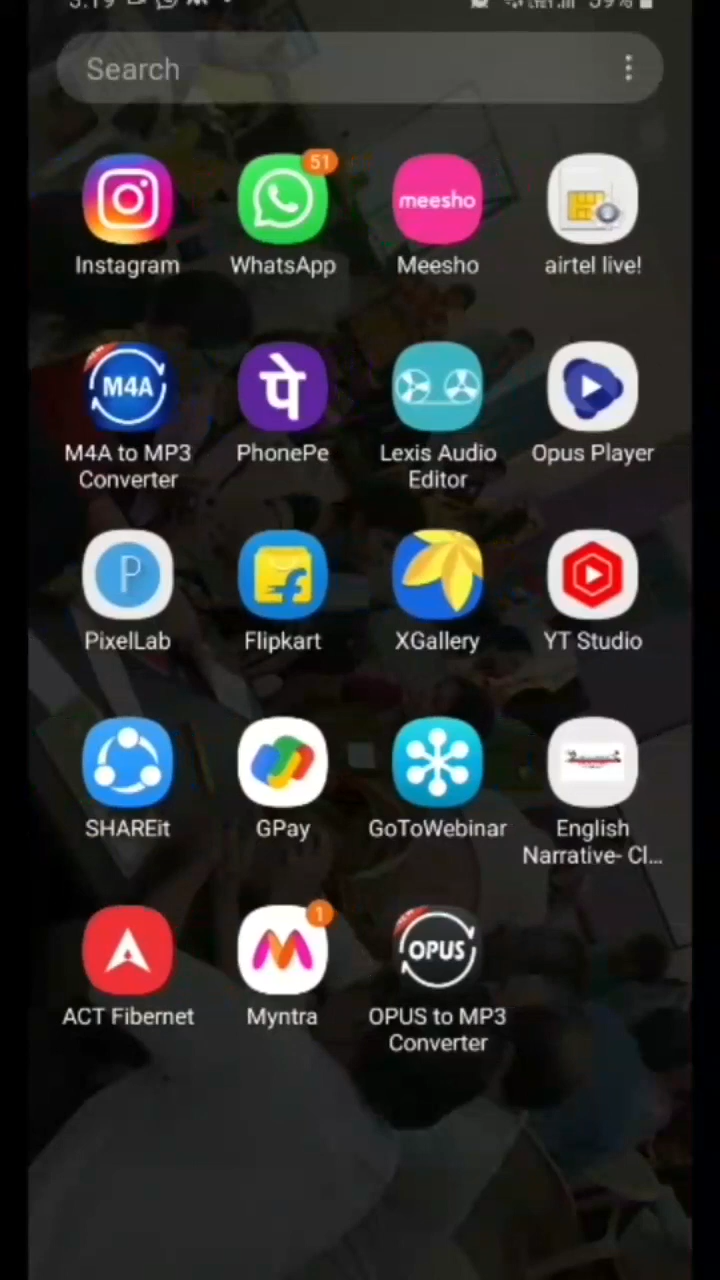 Search
51
meesho
Instagram
WhatsApp
Meesho
airtel live!
M4A
पे
M4A to MP3
Converter
PhonePe
Lexis Audio
Editor
Opus Player
P
PixelLab
Flipkart
XGallery
YT Studio
SHAREit
GPay
GoToWebinar
English
Narrative- Cl...
1
OPUS
ACT Fibernet
Myntra
OPUS to MP3
Converter